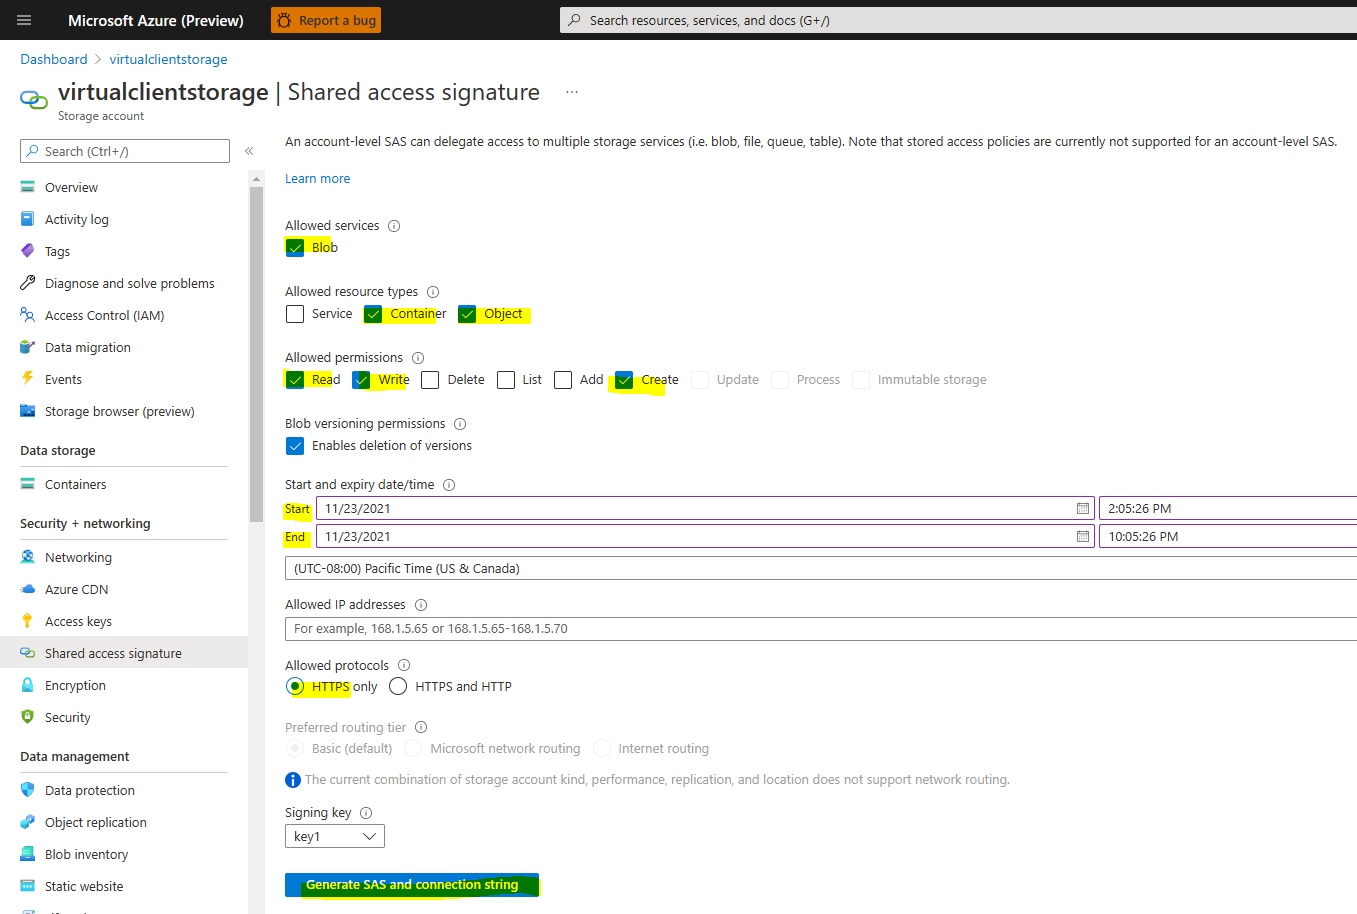 Microsoft Azure (Preview)
Report a bug
Search resources, services, and docs (G+/)
Dashboard > virtualclientstorage
virtualclientstorage | Shared access signature ...
Storage account
Search (Ctrl+/)
«
Overview
Activity log
Tags
Diagnose and solve problems
Access Control (IAM)
Data migration
Events
Storage browser (preview)
Data storage
Containers
Security + networking
Networking
Azure CDN
Access keys
Shared access signature
Encryption
Security
Data management
Data protection
Object replication
Blob inventory
Static website
An account-level SAS can delegate access to multiple storage services (i.e. blob, file, queue, table). Note that stored access policies are currently not supported for an account-level SAS.
Learn more
Allowed services
Blob
Allowed resource types
Service Container Object
Allowed permissions
Read Write Delete List Add Create Update Process Immutable storage
Blob versioning permissions
Enables deletion of versions
Start and expiry date/time
Start 11/23/2021 2:05:26 PM
End 11/23/2021 10:05:26 PM
(UTC-08:00) Pacific Time (US & Canada)
Allowed IP addresses
For example, 168.1.5.65 or 168.1.5.65-168.1.5.70
Allowed protocols
HTTPS only HTTPS and HTTP
Preferred routing tier
Basic (default) Microsoft network routing Internet routing
The current combination of storage account kind, performance, replication, and location does not support network routing.
Signing key
key1
Generate SAS and connection string